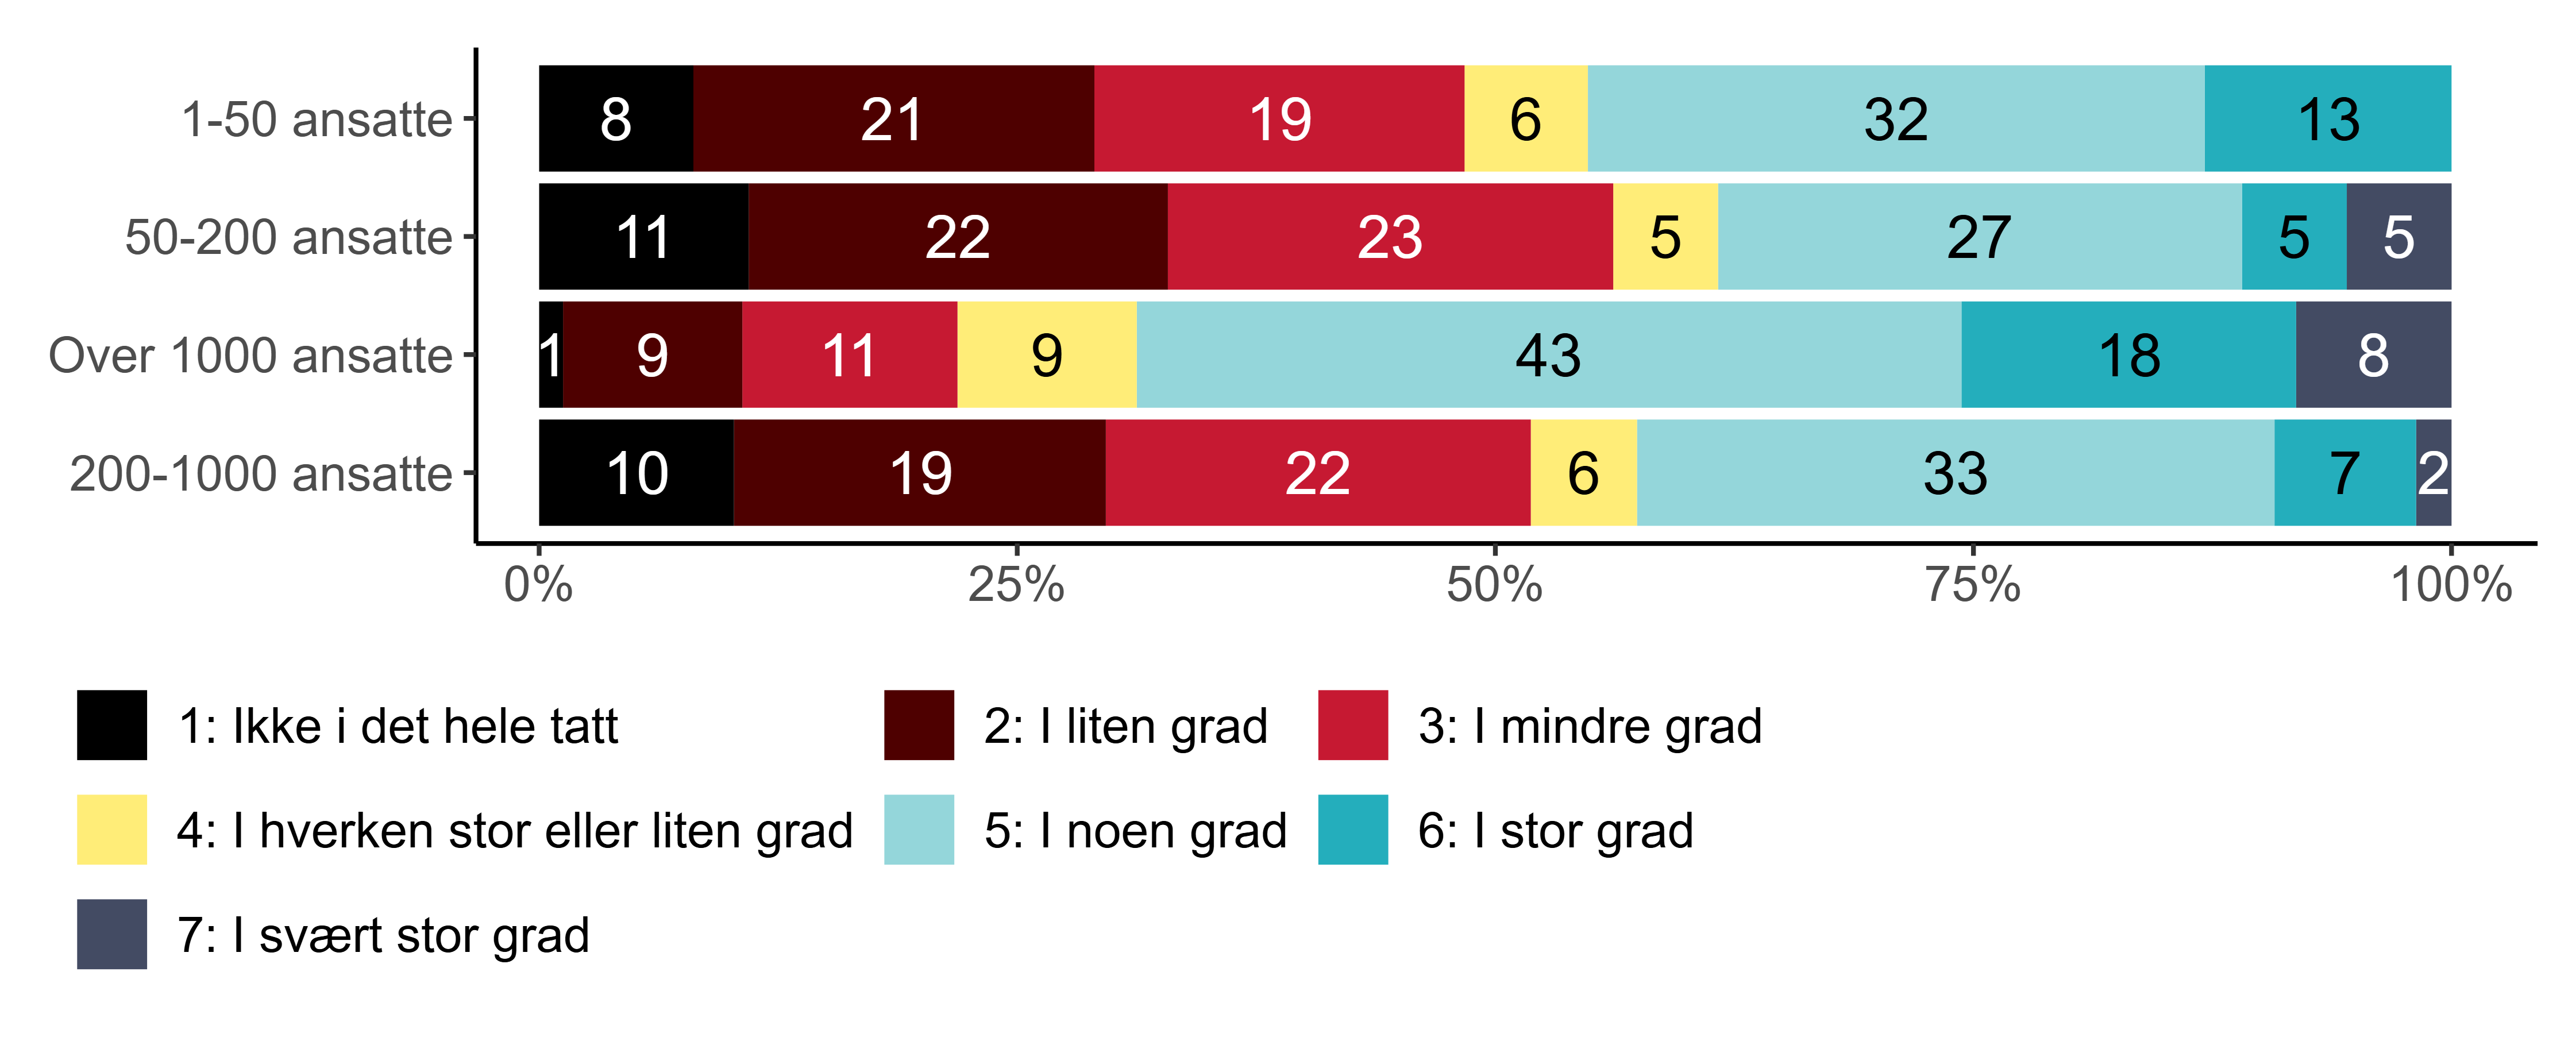 1-50 ansatte 8 21 19 6 32 13
50-200 ansatte 11 22 23 5 27 5 5
Over 1000 ansatte 1 9 11 9 43 18 8
200-1000 ansatte 10 19 22 6 33 7 2
0% 25% 50% 75% 100%
1: Ikke i det hele tatt 2: I liten grad 3: I mindre grad
4: I hverken stor eller liten grad 5: I noen grad 6: I stor grad
7: I svært stor grad